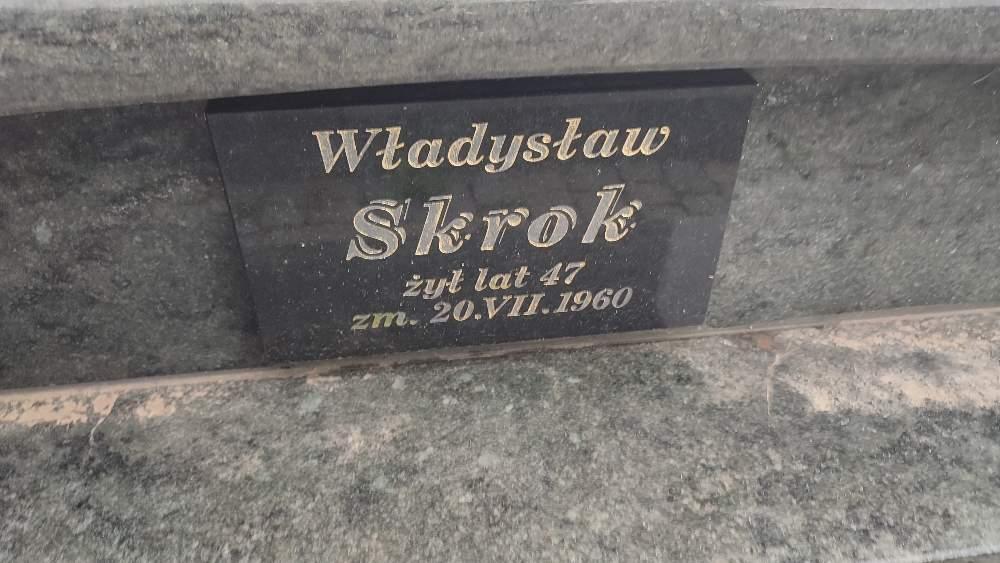 Władysław
Skrok
żył lat 47
zm. 20.VII.1960